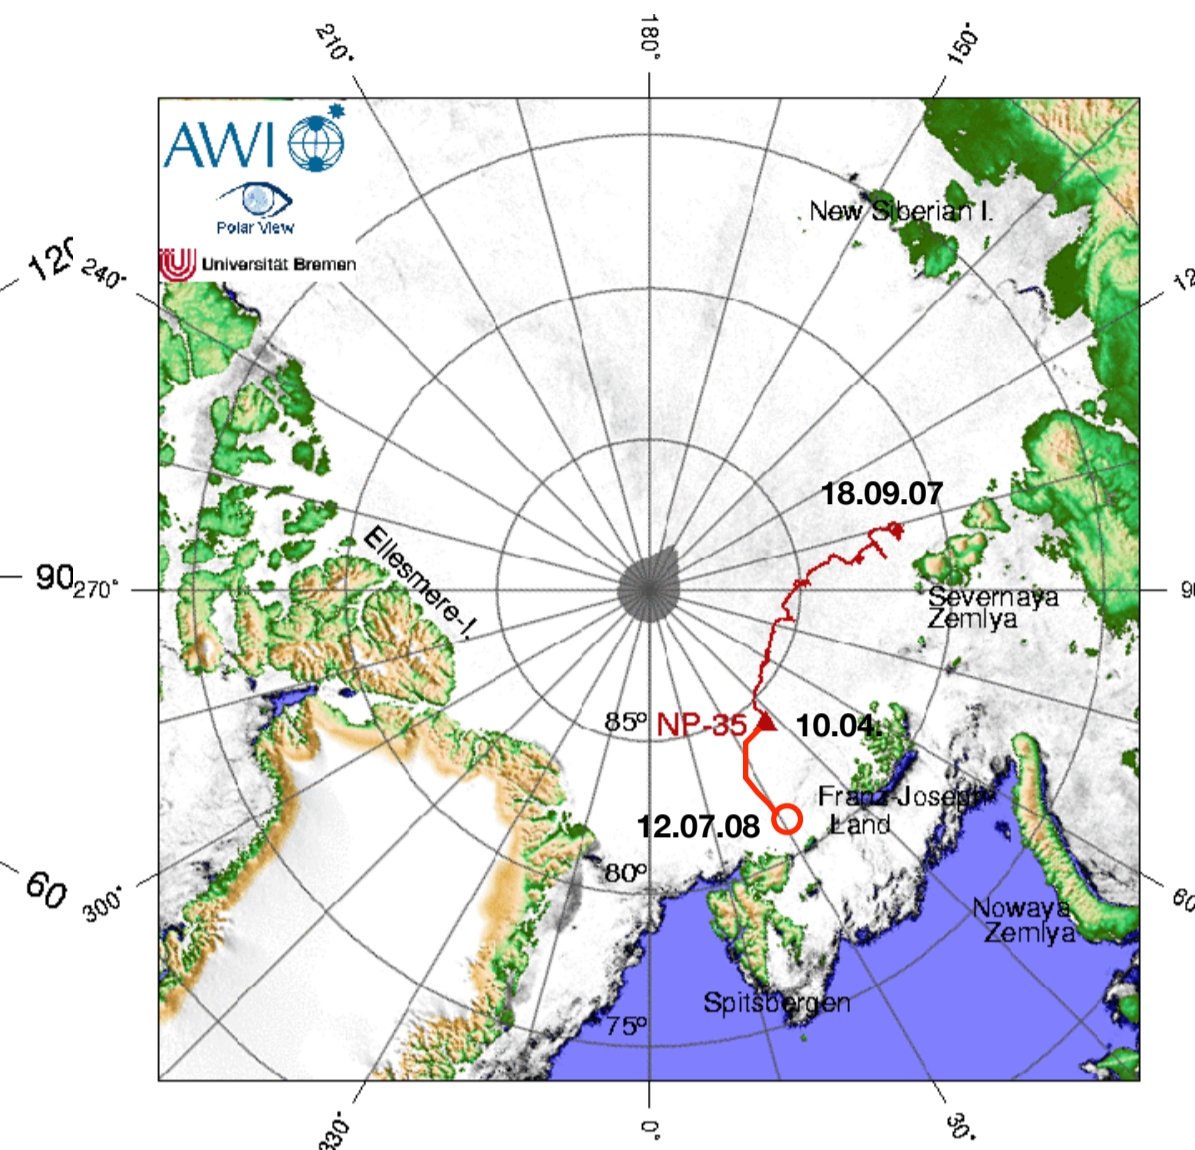 180°
210°
150°
AWI
Polar View
Universität Bremen
New Siberian I.
120
240°
12
18.09.07
Ellesmere-I.
90
270°
Severnaya
Zemlya
9
85°
NP-35
10.04.
Franz-Joseph
Land
12.07.08
80°
60
300°
60
Nowaya
Zemlya
Spitsbergen
75°
330°
0°
30°